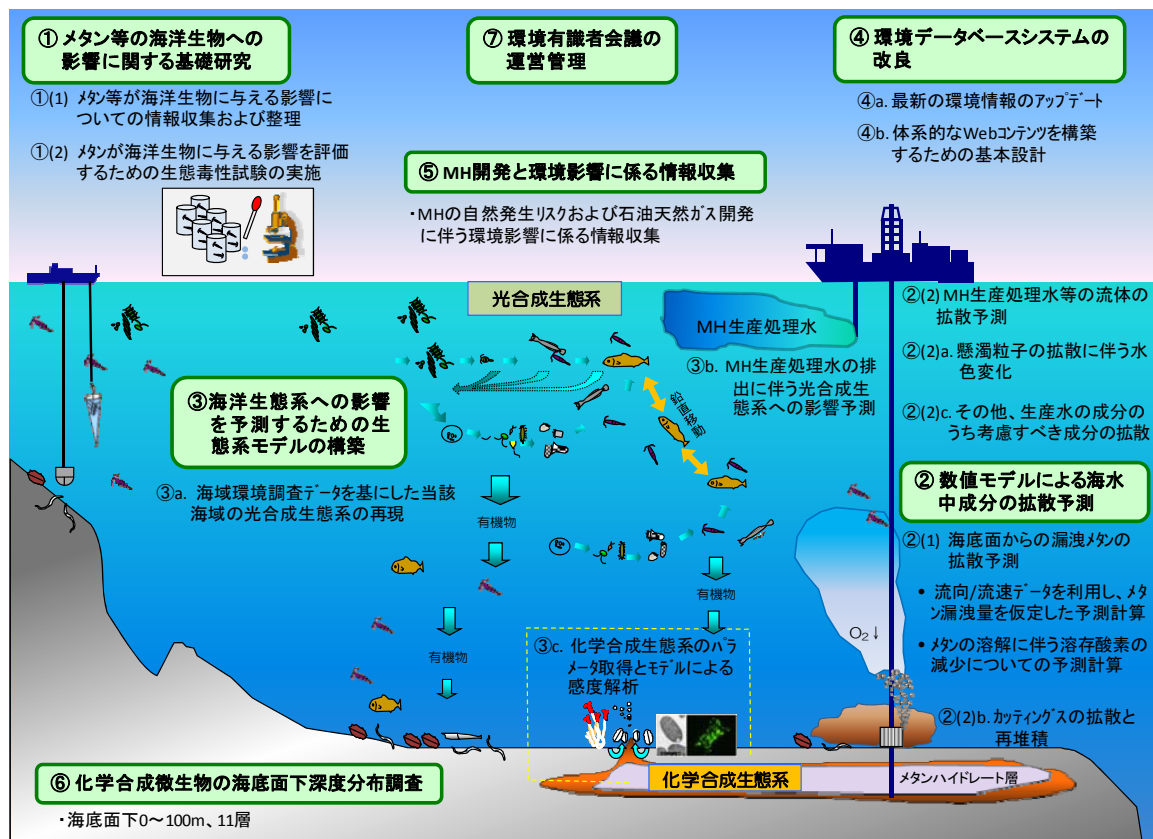 ① メタン等の海洋生物への
影響に関する基礎研究
①(1) メタン等が海洋生物に与える影響に
ついての情報収集および整理
①(2) メタンが海洋生物に与える影響を評価
するための生態毒性試験の実施
⑦ 環境有識者会議の
運営管理
⑤ MH開発と環境影響に係る情報収集
・MHの自然発生リスクおよび石油天然ガス開発
に伴う環境影響に係る情報収集
④ 環境データベースシステムの
改良
④a. 最新の環境情報のアップデート
④b. 体系的なWebコンテンツを構築
するための基本設計
光合成生態系
MH生産処理水
③b. MH生産処理水の排
出に伴う光合成生
態系への影響予測
鉛直移動
②(2) MH生産処理水等の流体の
拡散予測
②(2)a. 懸濁粒子の拡散に伴う水
色変化
②(2)c. その他、生産水の成分の
うち考慮すべき成分の拡散
③海洋生態系への影響
を予測するための生
態系モデルの構築
③a. 海域環境調査データを基にした当該
海域の光合成生態系の再現
有機物
有機物
有機物
② 数値モデルによる海水
中成分の拡散予測
②(1) 海底面からの漏洩メタンの
拡散予測
• 流向/流速データを利用し、メタ
ン漏洩量を仮定した予測計算
• メタンの溶解に伴う溶存酸素の
減少についての予測計算
O₂↓
②(2)b. カッティングスの拡散と
再堆積
③c. 化学合成生態系のパラ
メータ取得とモデルによる
感度解析
化学合成生態系
メタンハイドレート層
⑥ 化学合成微生物の海底面下深度分布調査
・海底面下0～100m、11層